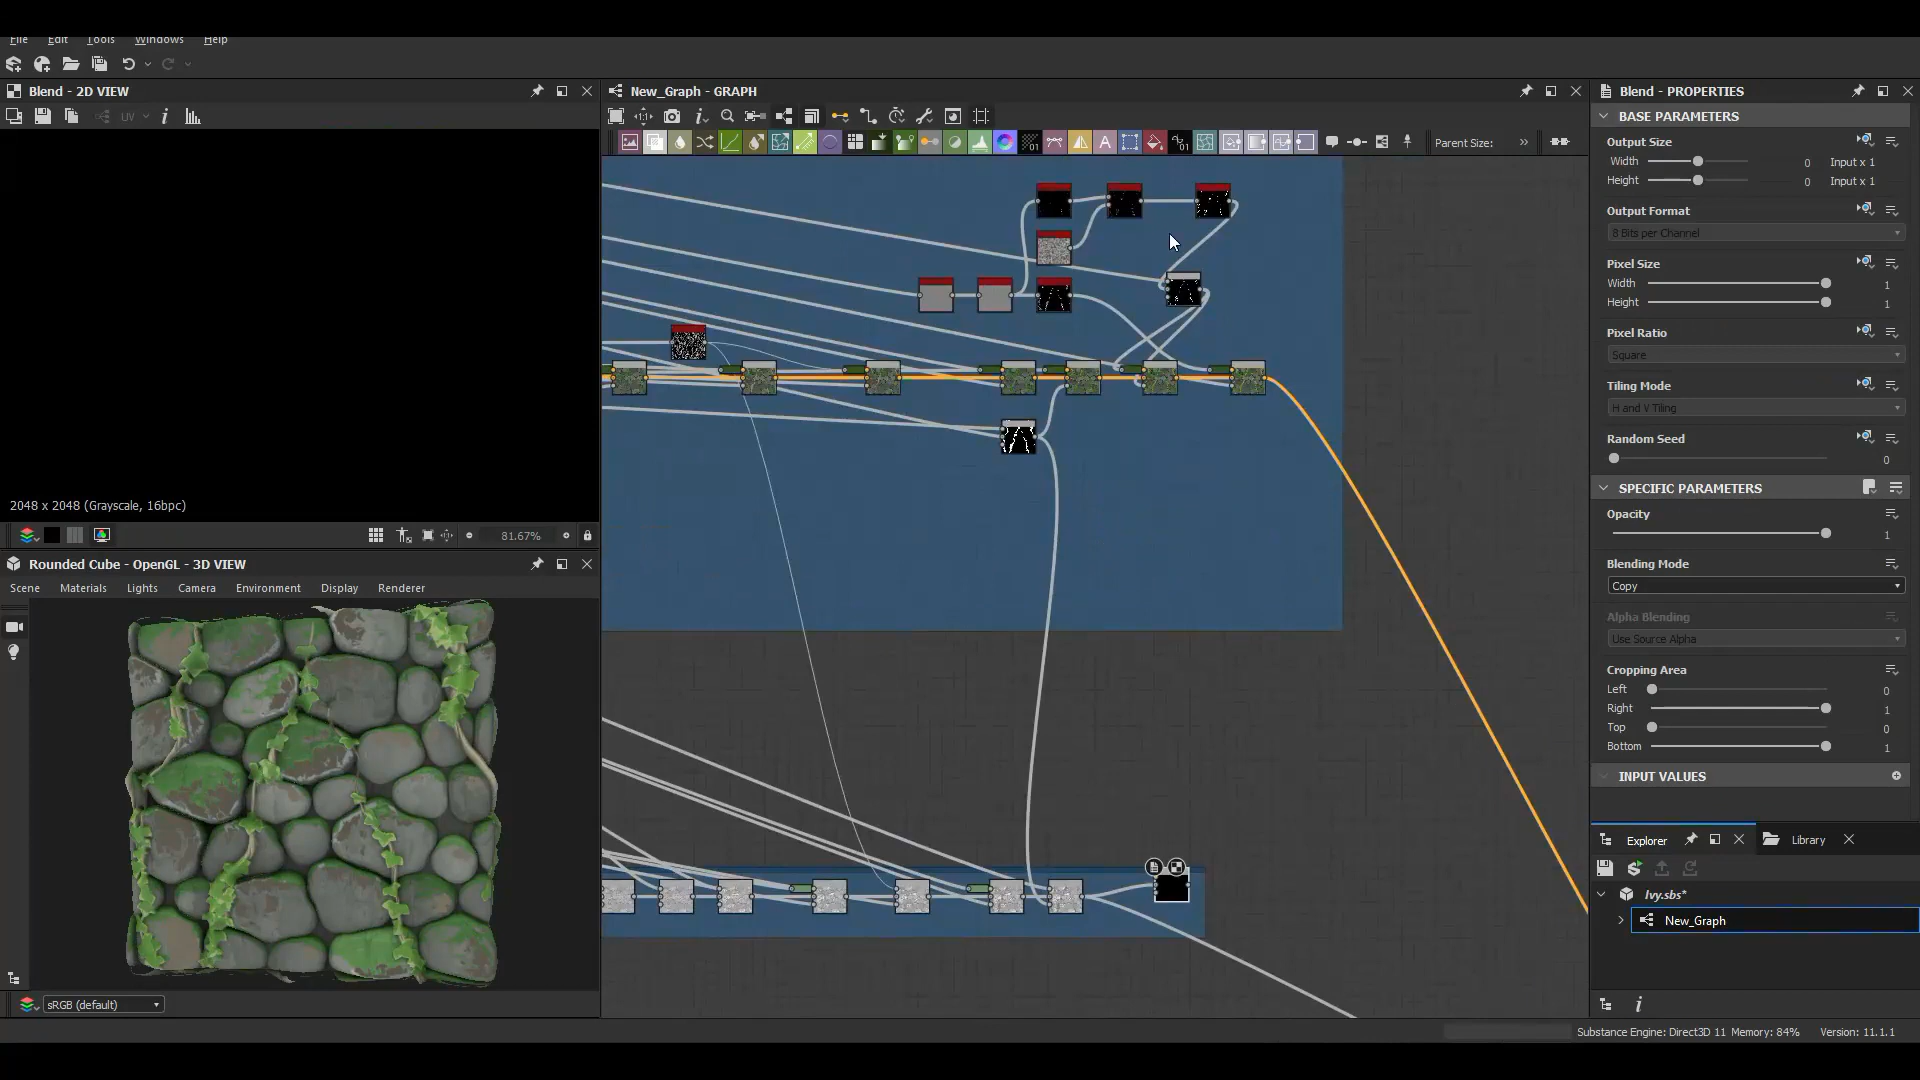 File Edit Tools Windows Help
Blend - 2D VIEW
UV
2048 x 2048 (Grayscale, 16bpc)
81.67%
Rounded Cube - OpenGL - 3D VIEW
Scene Materials Lights Camera Environment Display Renderer
sRGB (default)
New_Graph - GRAPH
Parent Size:
Blend - PROPERTIES
BASE PARAMETERS
Output Size
Width 0 Input x 1
Height 0 Input x 1
Output Format
8 Bits per Channel
Pixel Size
Width 1
Height 1
Pixel Ratio
Square
Tiling Mode
H and V Tiling
Random Seed
0
SPECIFIC PARAMETERS
Opacity
1
Blending Mode
Copy
Alpha Blending
Use Source Alpha
Cropping Area
Left 0
Right 1
Top 0
Bottom 1
INPUT VALUES
Explorer Library
Ivy.sbs*
New_Graph
Substance Engine: Direct3D 11 Memory: 84% Version: 11.1.1